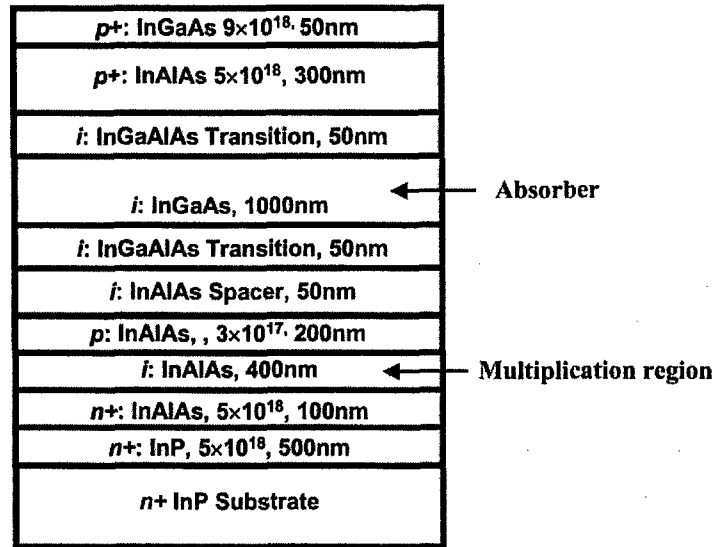 p+: InGaAs 9×10¹⁸, 50nm
p+: InAlAs 5×10¹⁸, 300nm
i: InGaAlAs Transition, 50nm
Absorber
i: InGaAs, 1000nm
i: InGaAlAs Transition, 50nm
i: InAlAs Spacer, 50nm
p: InAlAs, , 3×10¹⁷, 200nm
i: InAlAs, 400nm
Multiplication region
n+: InAlAs, 5×10¹⁸, 100nm
n+: InP, 5×10¹⁸, 500nm
n+ InP Substrate